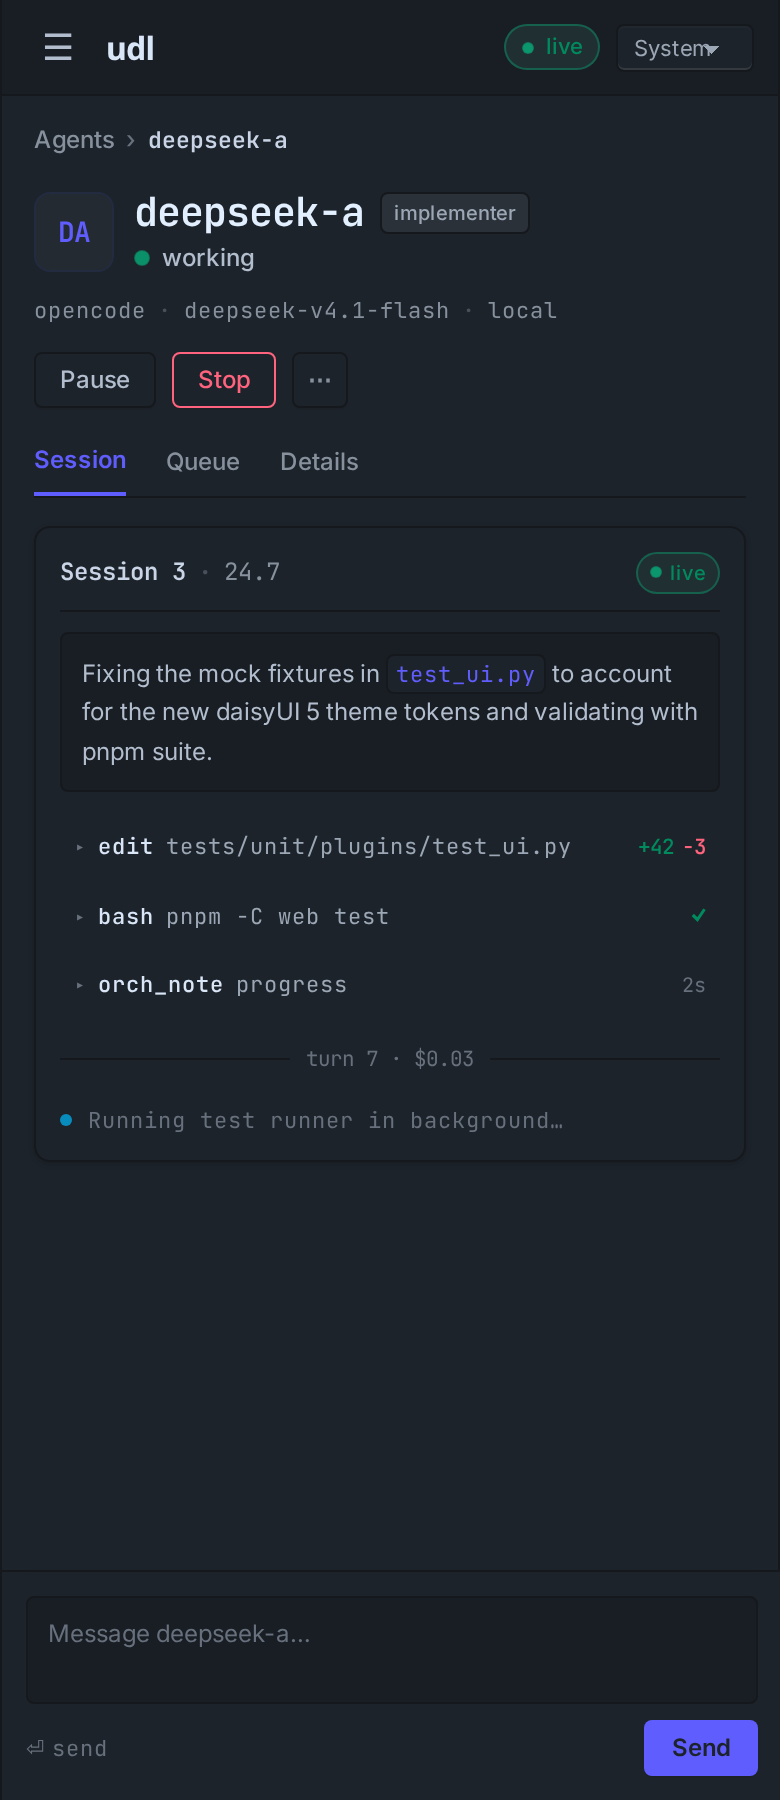 ☰ udl ● live System
Agents › deepseek-a
DA
deepseek-a implementer
● working
opencode · deepseek-v4.1-flash · local
Pause Stop ···
Session Queue Details
Session 3 · 24.7 ● live
Fixing the mock fixtures in test_ui.py to account
for the new daisyUI 5 theme tokens and validating with
pnpm suite.
▸ edit tests/unit/plugins/test_ui.py +42 -3
▸ bash pnpm -C web test ✓
▸ orch_note progress 2s
turn 7 · $0.03
● Running test runner in background…
Message deepseek-a...
⏎ send Send